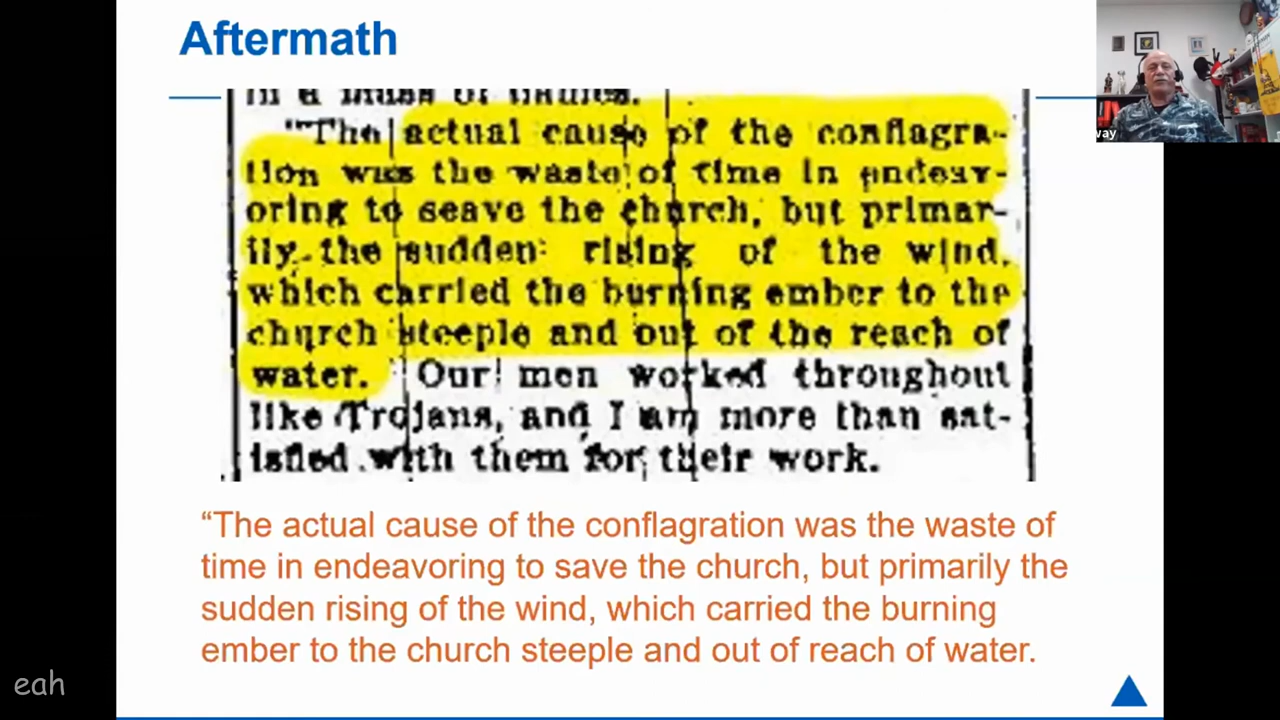 Aftermath
in a mass of flames.
"The actual cause of the conflagra-
tion was the waste of time in endeav-
oring to seave the church, but primar-
ily the sudden rising of the wind,
which carried the burning ember to the
church steeple and out of the reach of
water. Our men worked throughout
like Trojans, and I am more than sat-
isfied with them for their work.
“The actual cause of the conflagration was the waste of
time in endeavoring to save the church, but primarily the
sudden rising of the wind, which carried the burning
ember to the church steeple and out of reach of water.
way
eah